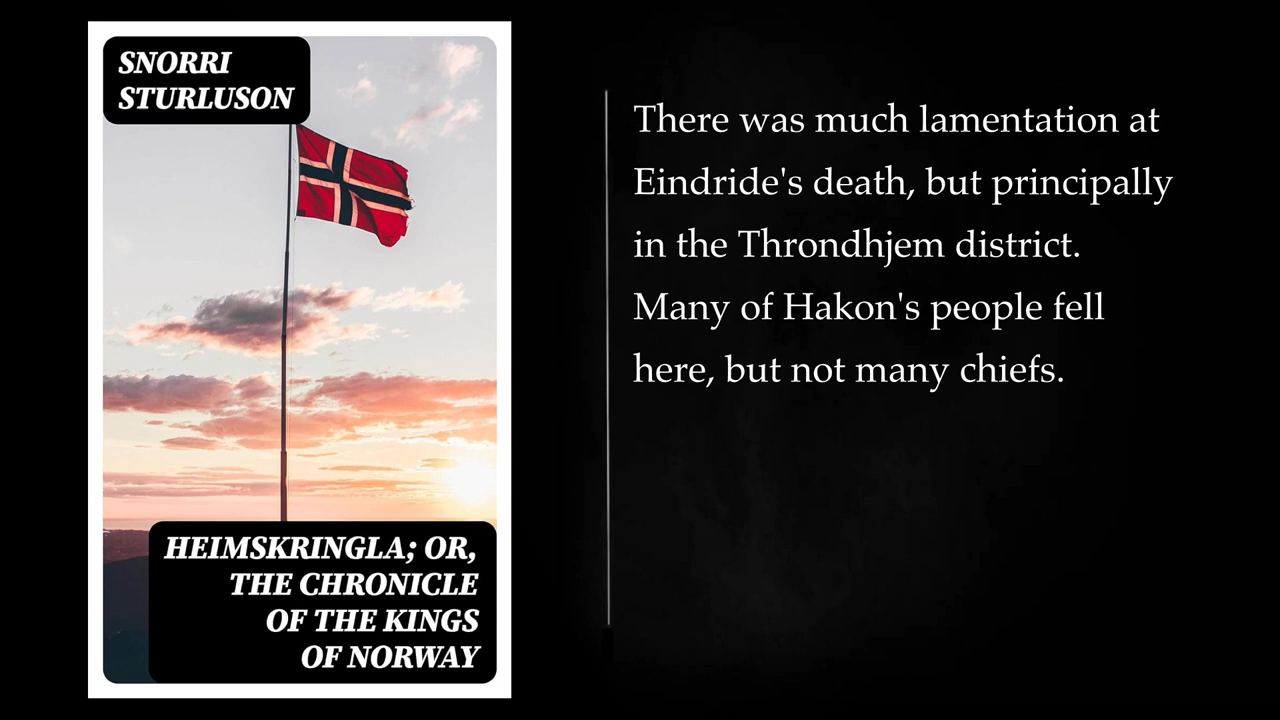 SNORRI
STURLUSON
HEIMSKRINGLA; OR,
THE CHRONICLE
OF THE KINGS
OF NORWAY
There was much lamentation at
Eindride's death, but principally
in the Throndhjem district.
Many of Hakon's people fell
here, but not many chiefs.